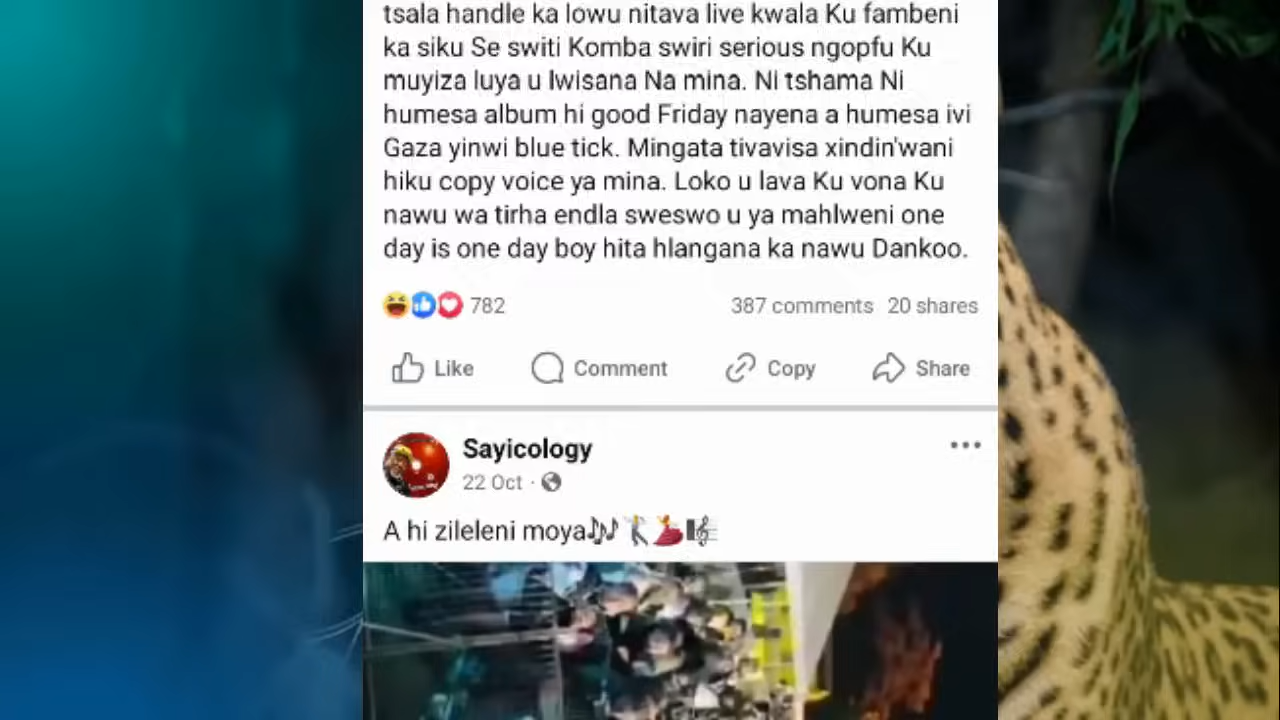 tsala handle ka lowu nitava live kwala Ku fambeni
ka siku Se switi Komba swiri serious ngopfu Ku
muyiza luya u lwisana Na mina. Ni tshama Ni
humesa album hi good Friday nayena a humesa ivi
Gaza yinwi blue tick. Mingata tivavisa xindin'wani
hiku copy voice ya mina. Loko u lava Ku vona Ku
nawu wa tirha endla sweswo u ya mahlweni one
day is one day boy hita hlangana ka nawu Dankoo.
782 387 comments 20 shares
Like Comment Copy Share
Sayicology
22 Oct ·
A hi zileleni moya🎶🕺💃🎼